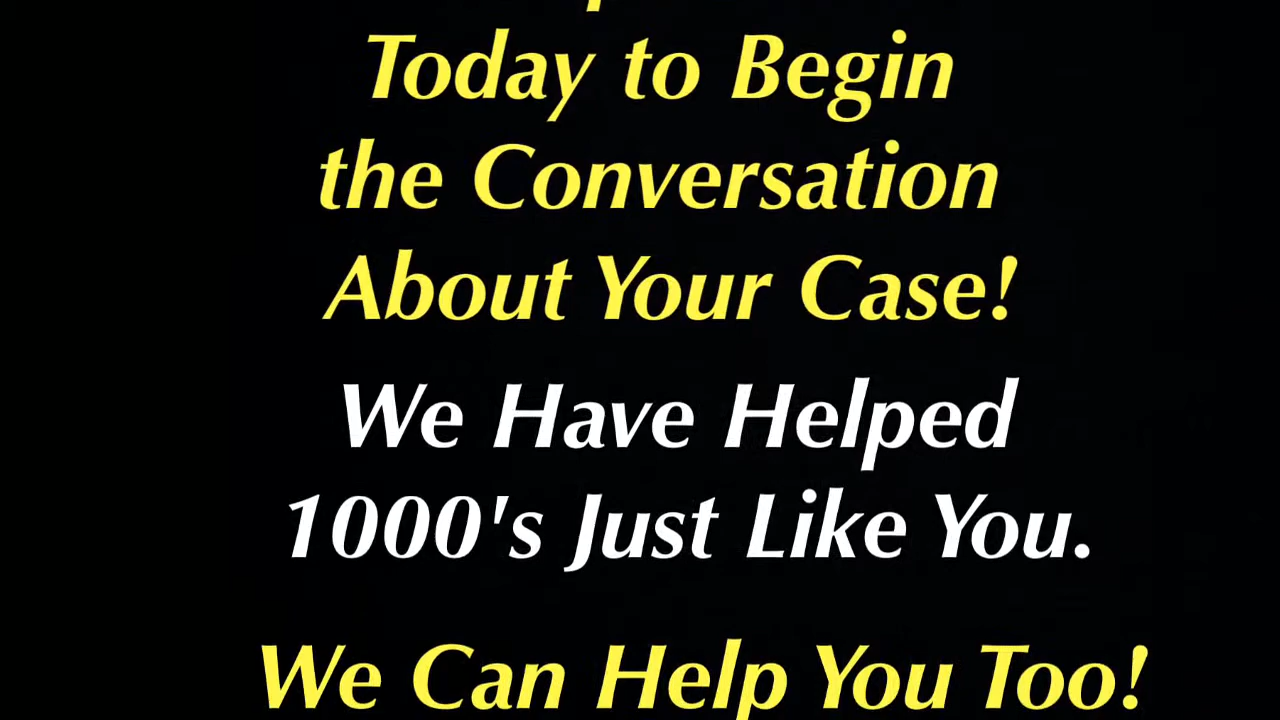 Today to Begin
the Conversation
About Your Case!
We Have Helped
1000's Just Like You.
We Can Help You Too!